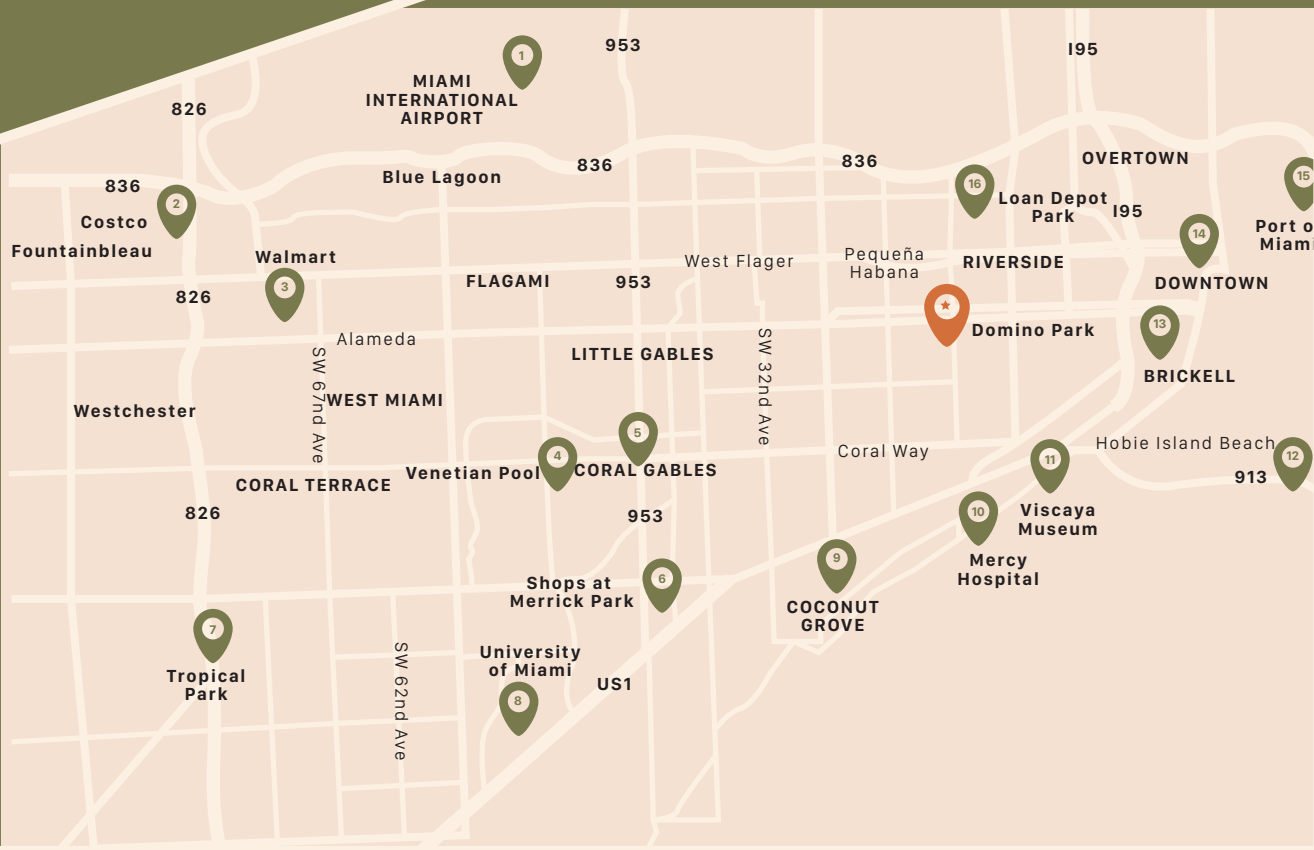 953
I95
1
MIAMI
INTERNATIONAL
AIRPORT
826
836
836
OVERTOWN
Blue Lagoon
836
15
16
2
Loan Depot
Park
I95
Costco
Port o
Miami
14
Fountainbleau
Walmart
West Flager
Pequeña
Habana
RIVERSIDE
FLAGAMI
953
DOWNTOWN
3
826
13
Domino Park
Alameda
LITTLE GABLES
SW 67nd Ave
SW 32nd Ave
BRICKELL
WEST MIAMI
Westchester
5
Hobie Island Beach
Coral Way
4
11
12
Venetian Pool
CORAL GABLES
913
CORAL TERRACE
826
953
10
Viscaya
Museum
9
Mercy
Hospital
6
Shops at
Merrick Park
COCONUT
GROVE
7
University
of Miami
SW 62nd Ave
Tropical
Park
US1
8